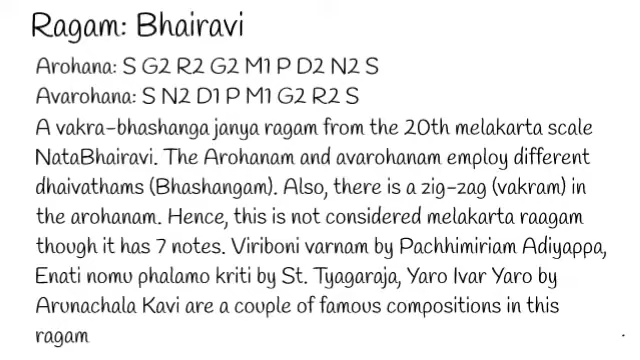 Ragam: Bhairavi
Arohana: S G2 R2 G2 M1 P D2 N2 S
Avarohana: S N2 D1 P M1 G2 R2 S
A vakra-bhashanga janya ragam from the 20th melakarta scale
NataBhairavi. The Arohanam and avarohanam employ different
dhaivathams (Bhashangam). Also, there is a zig-zag (vakram) in
the arohanam. Hence, this is not considered melakarta raagam
though it has 7 notes. Viriboni varnam by Pachhimiriam Adiyappa,
Enati nomu phalamo kriti by St. Tyagaraja, Yaro Ivar Yaro by
Arunachala Kavi are a couple of famous compositions in this
ragam